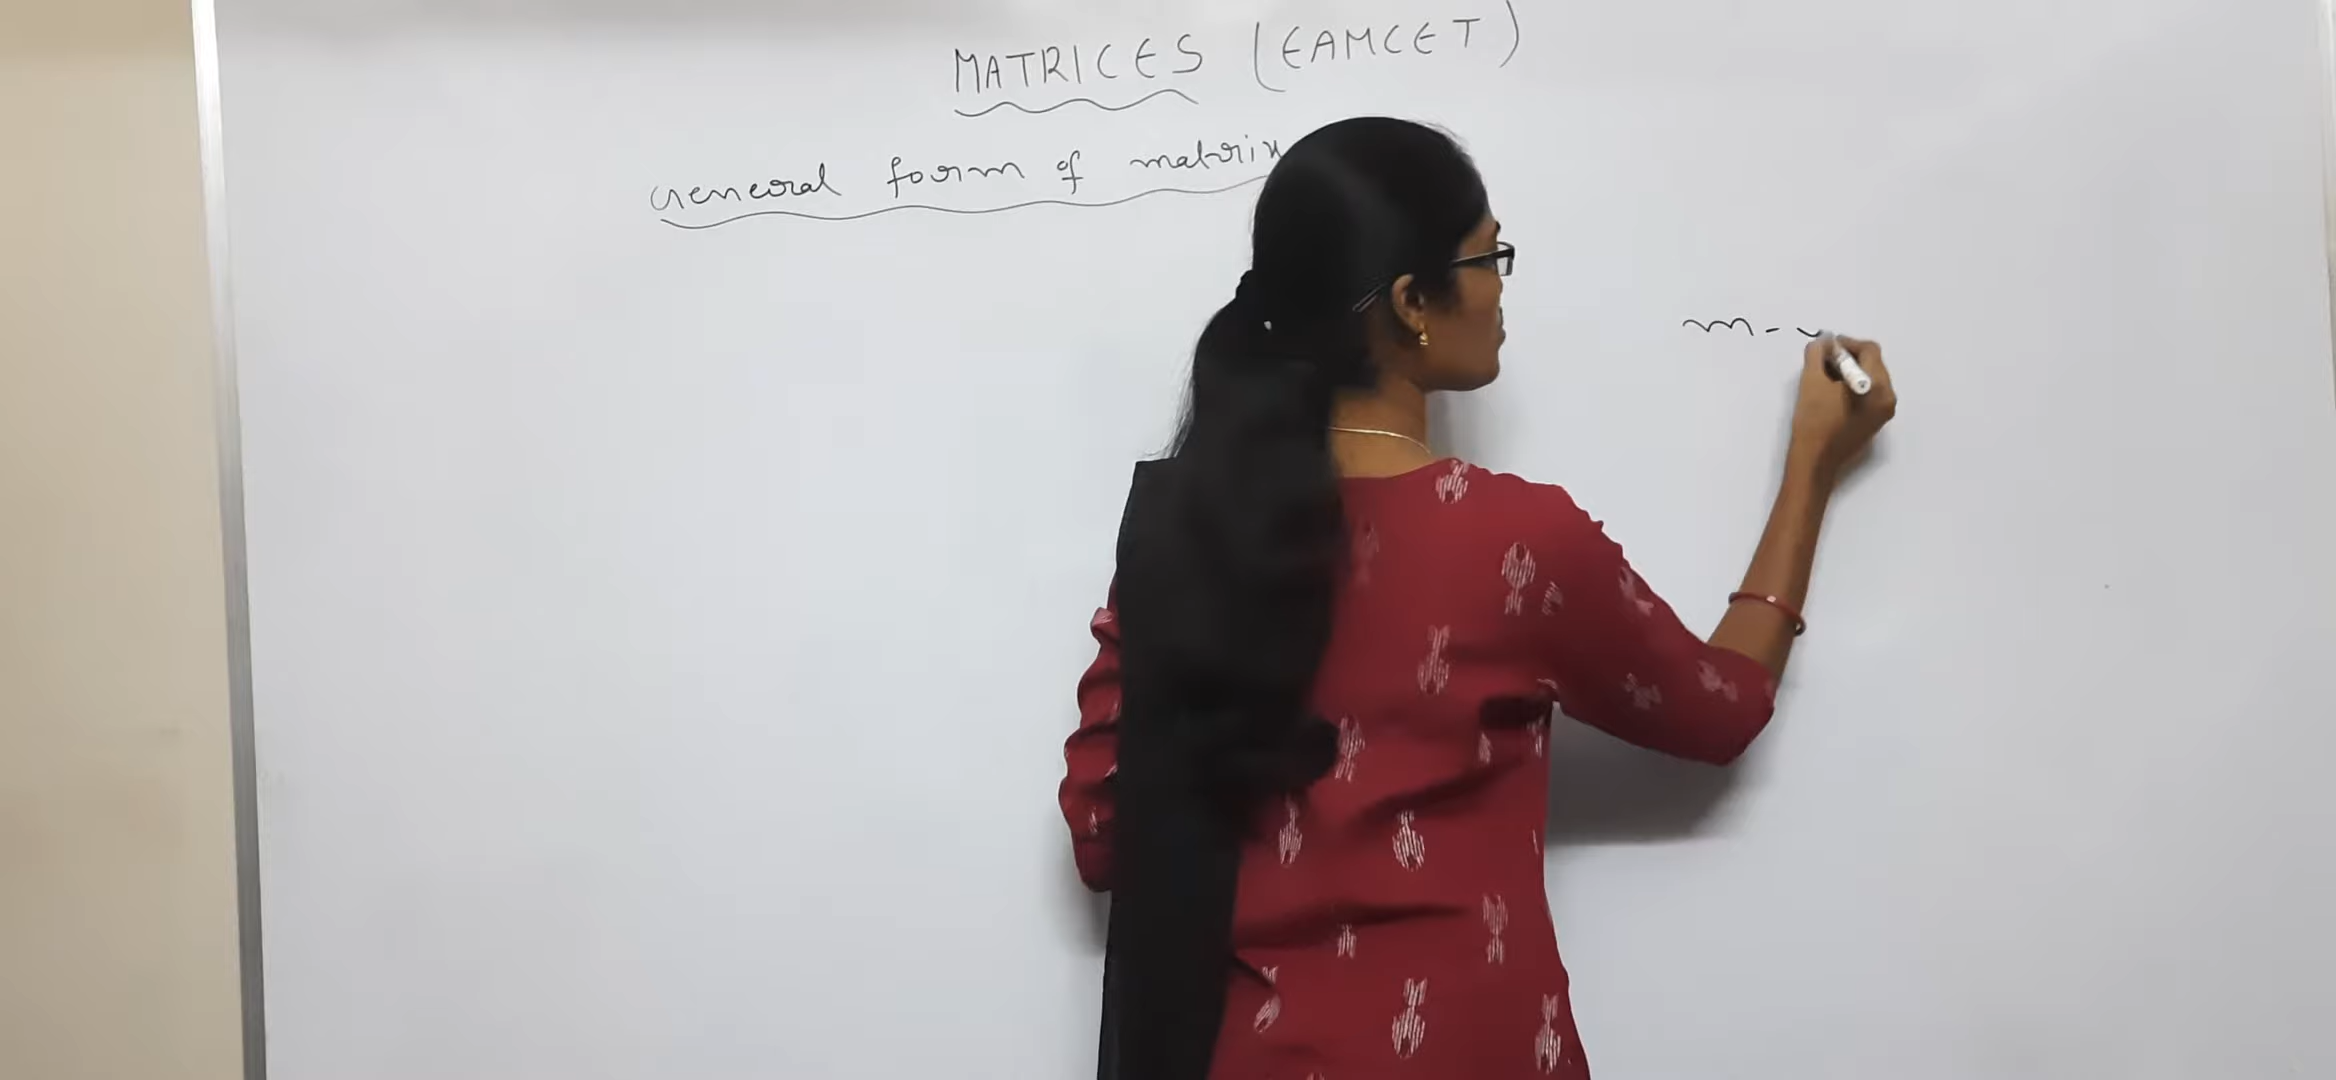 MATRICES (EAMCET)
General form of matrix
m -